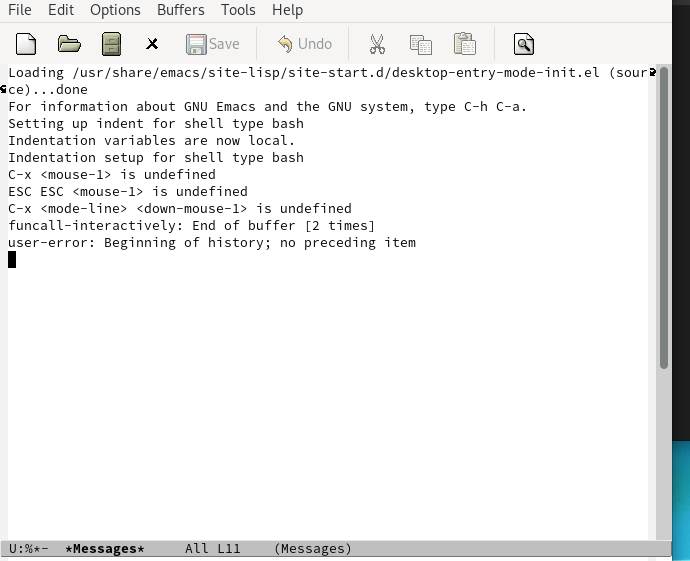 File Edit Options Buffers Tools Help
Save Undo
Loading /usr/share/emacs/site-lisp/site-start.d/desktop-entry-mode-init.el (sour
ce)...done
For information about GNU Emacs and the GNU system, type C-h C-a.
Setting up indent for shell type bash
Indentation variables are now local.
Indentation setup for shell type bash
C-x <mouse-1> is undefined
ESC ESC <mouse-1> is undefined
C-x <mode-line> <down-mouse-1> is undefined
funcall-interactively: End of buffer [2 times]
user-error: Beginning of history; no preceding item
U:%*- *Messages* All L11 (Messages)